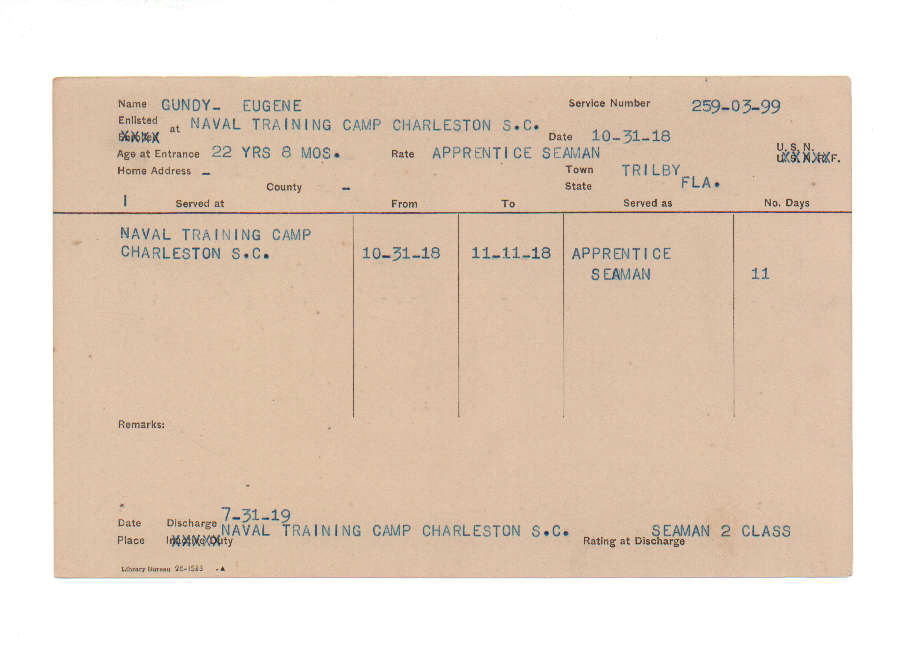 Name GUNDY- EUGENE Service Number 259-03-99
Enlisted at NAVAL TRAINING CAMP CHARLESTON S.C. Date 10-31-18
Age at Entrance 22 YRS 8 MOS. Rate APPRENTICE SEAMAN U.S.N.
Home Address - Town TRILBY
County - State FLA.
1 Served at From To Served as No. Days
NAVAL TRAINING CAMP
CHARLESTON S.C. 10-31-18 11-11-18 APPRENTICE
SEAMAN 11
Remarks:
7-31-19
Date Discharge NAVAL TRAINING CAMP CHARLESTON S.C. SEAMAN 2 CLASS
Place Rating at Discharge
Library Bureau 26-1583